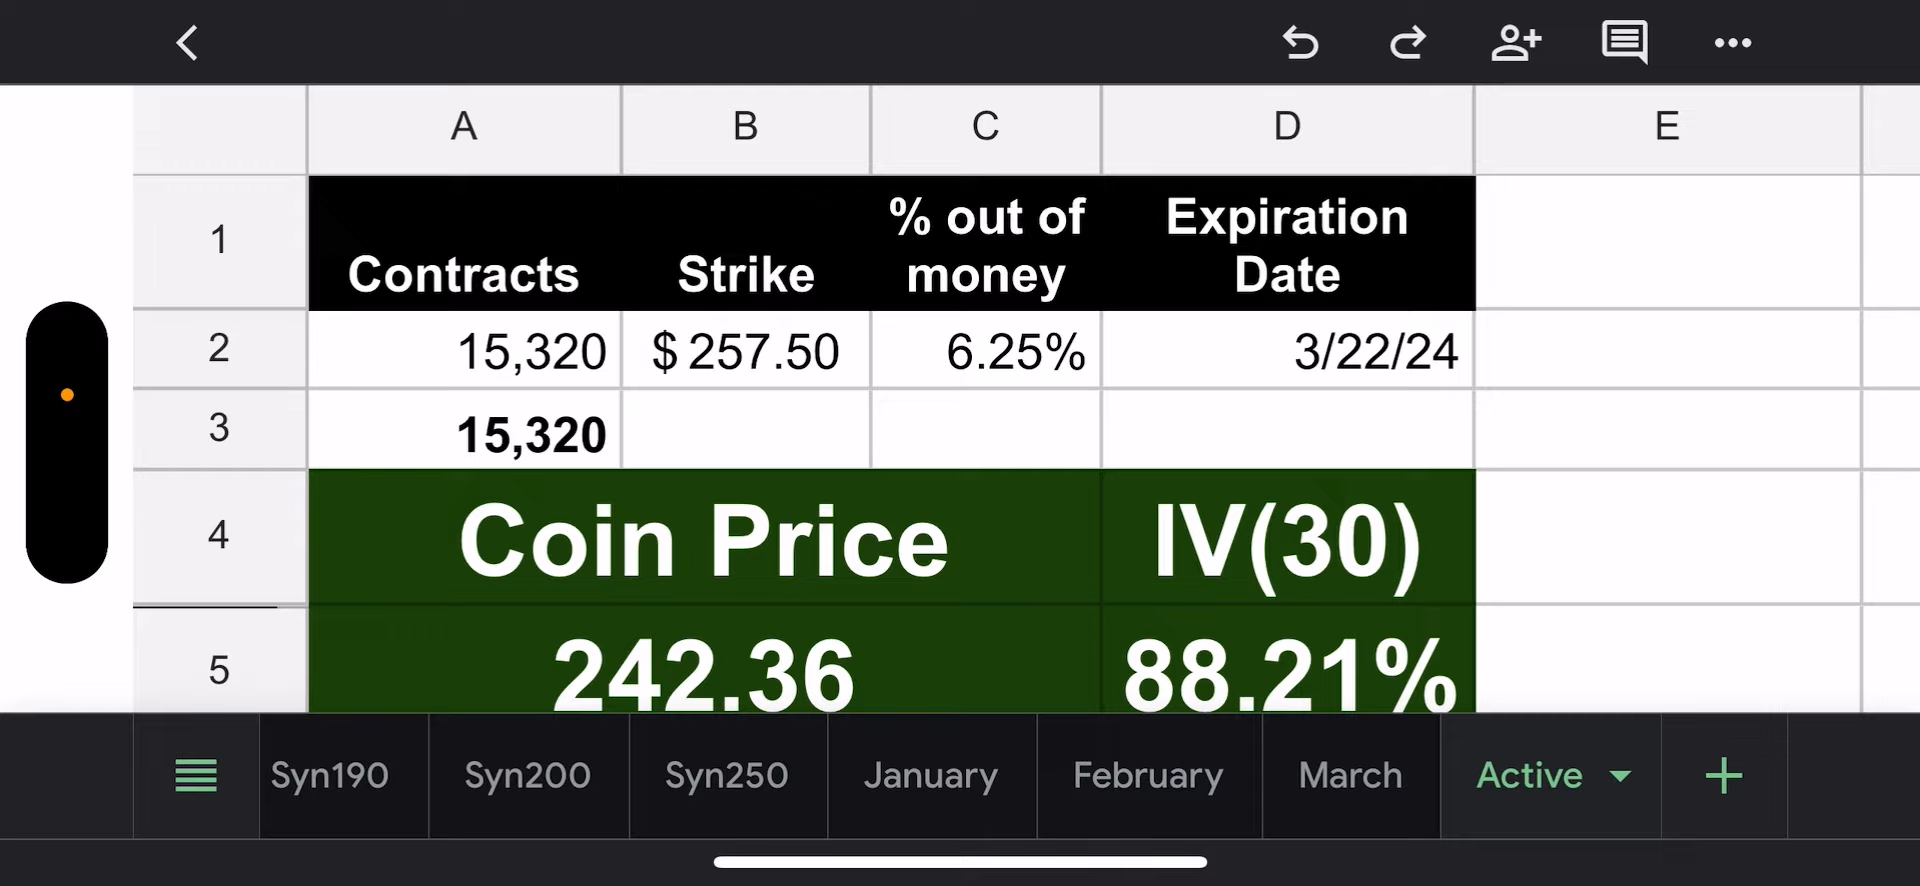 A B C D E
1 Contracts Strike % out of money Expiration Date
2 15,320 $ 257.50 6.25% 3/22/24
3 15,320
4 Coin Price IV(30)
5 242.36 88.21%
Syn190 Syn200 Syn250 January February March Active